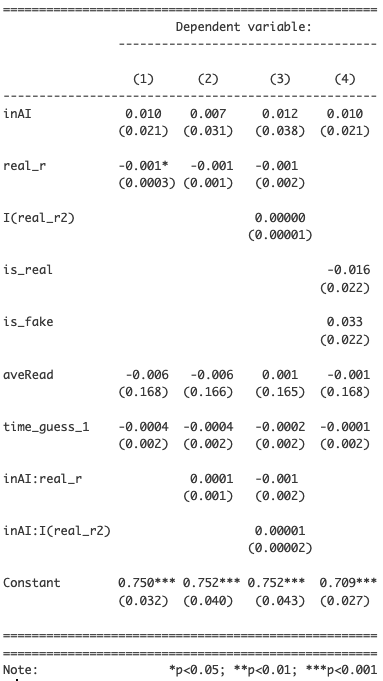 ==================================================
Dependent variable:
----------------------------------
(1) (2) (3) (4)
--------------------------------------------------
inAI 0.010 0.007 0.012 0.010
(0.021) (0.031) (0.038) (0.021)
real_r -0.001* -0.001 -0.001
(0.0003) (0.001) (0.002)
I(real_r2) 0.00000
(0.00001)
is_real -0.016
(0.022)
is_fake 0.033
(0.022)
aveRead -0.006 -0.006 0.001 -0.001
(0.168) (0.166) (0.165) (0.168)
time_guess_1 -0.0004 -0.0004 -0.0002 -0.0001
(0.002) (0.002) (0.002) (0.002)
inAI:real_r 0.0001 -0.001
(0.001) (0.002)
inAI:I(real_r2) 0.00001
(0.00002)
Constant 0.750*** 0.752*** 0.752*** 0.709***
(0.032) (0.040) (0.043) (0.027)
==================================================
==================================================
Note: *p<0.05; **p<0.01; ***p<0.001